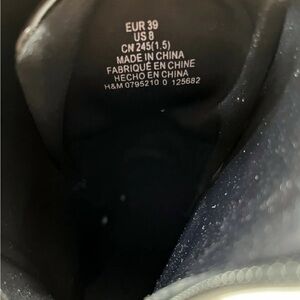 EUR 39
US 8
CN 245(1.5)
MADE IN CHINA
FABRIQUÉ EN CHINE
HECHO EN CHINA
H&M 0795210 0 125682